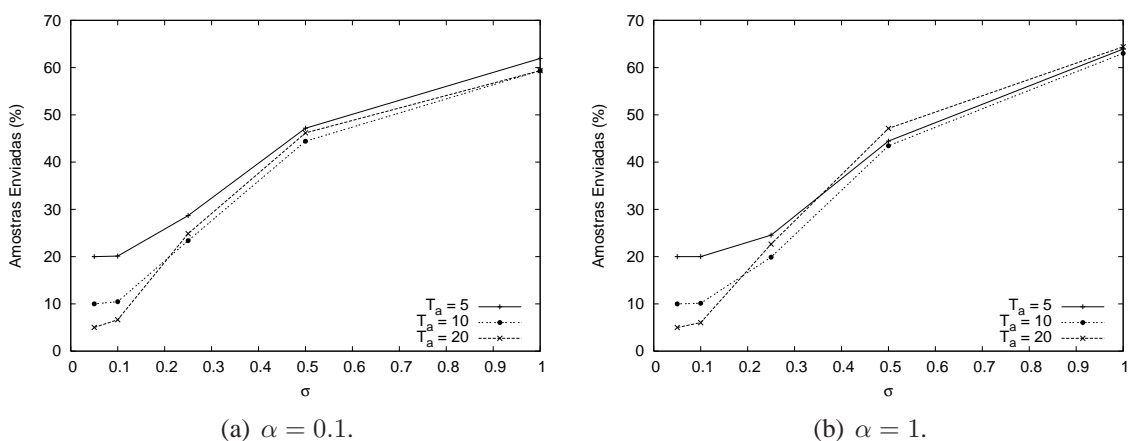 70
60
50
40
30
20
10
0
Amostras Enviadas (%)
0 0.1 0.2 0.3 0.4 0.5 0.6 0.7 0.8 0.9 1
σ
T_a = 5
T_a = 10
T_a = 20
(a) α = 0.1.
70
60
50
40
30
20
10
0
Amostras Enviadas (%)
0 0.1 0.2 0.3 0.4 0.5 0.6 0.7 0.8 0.9 1
σ
T_a = 5
T_a = 10
T_a = 20
(b) α = 1.